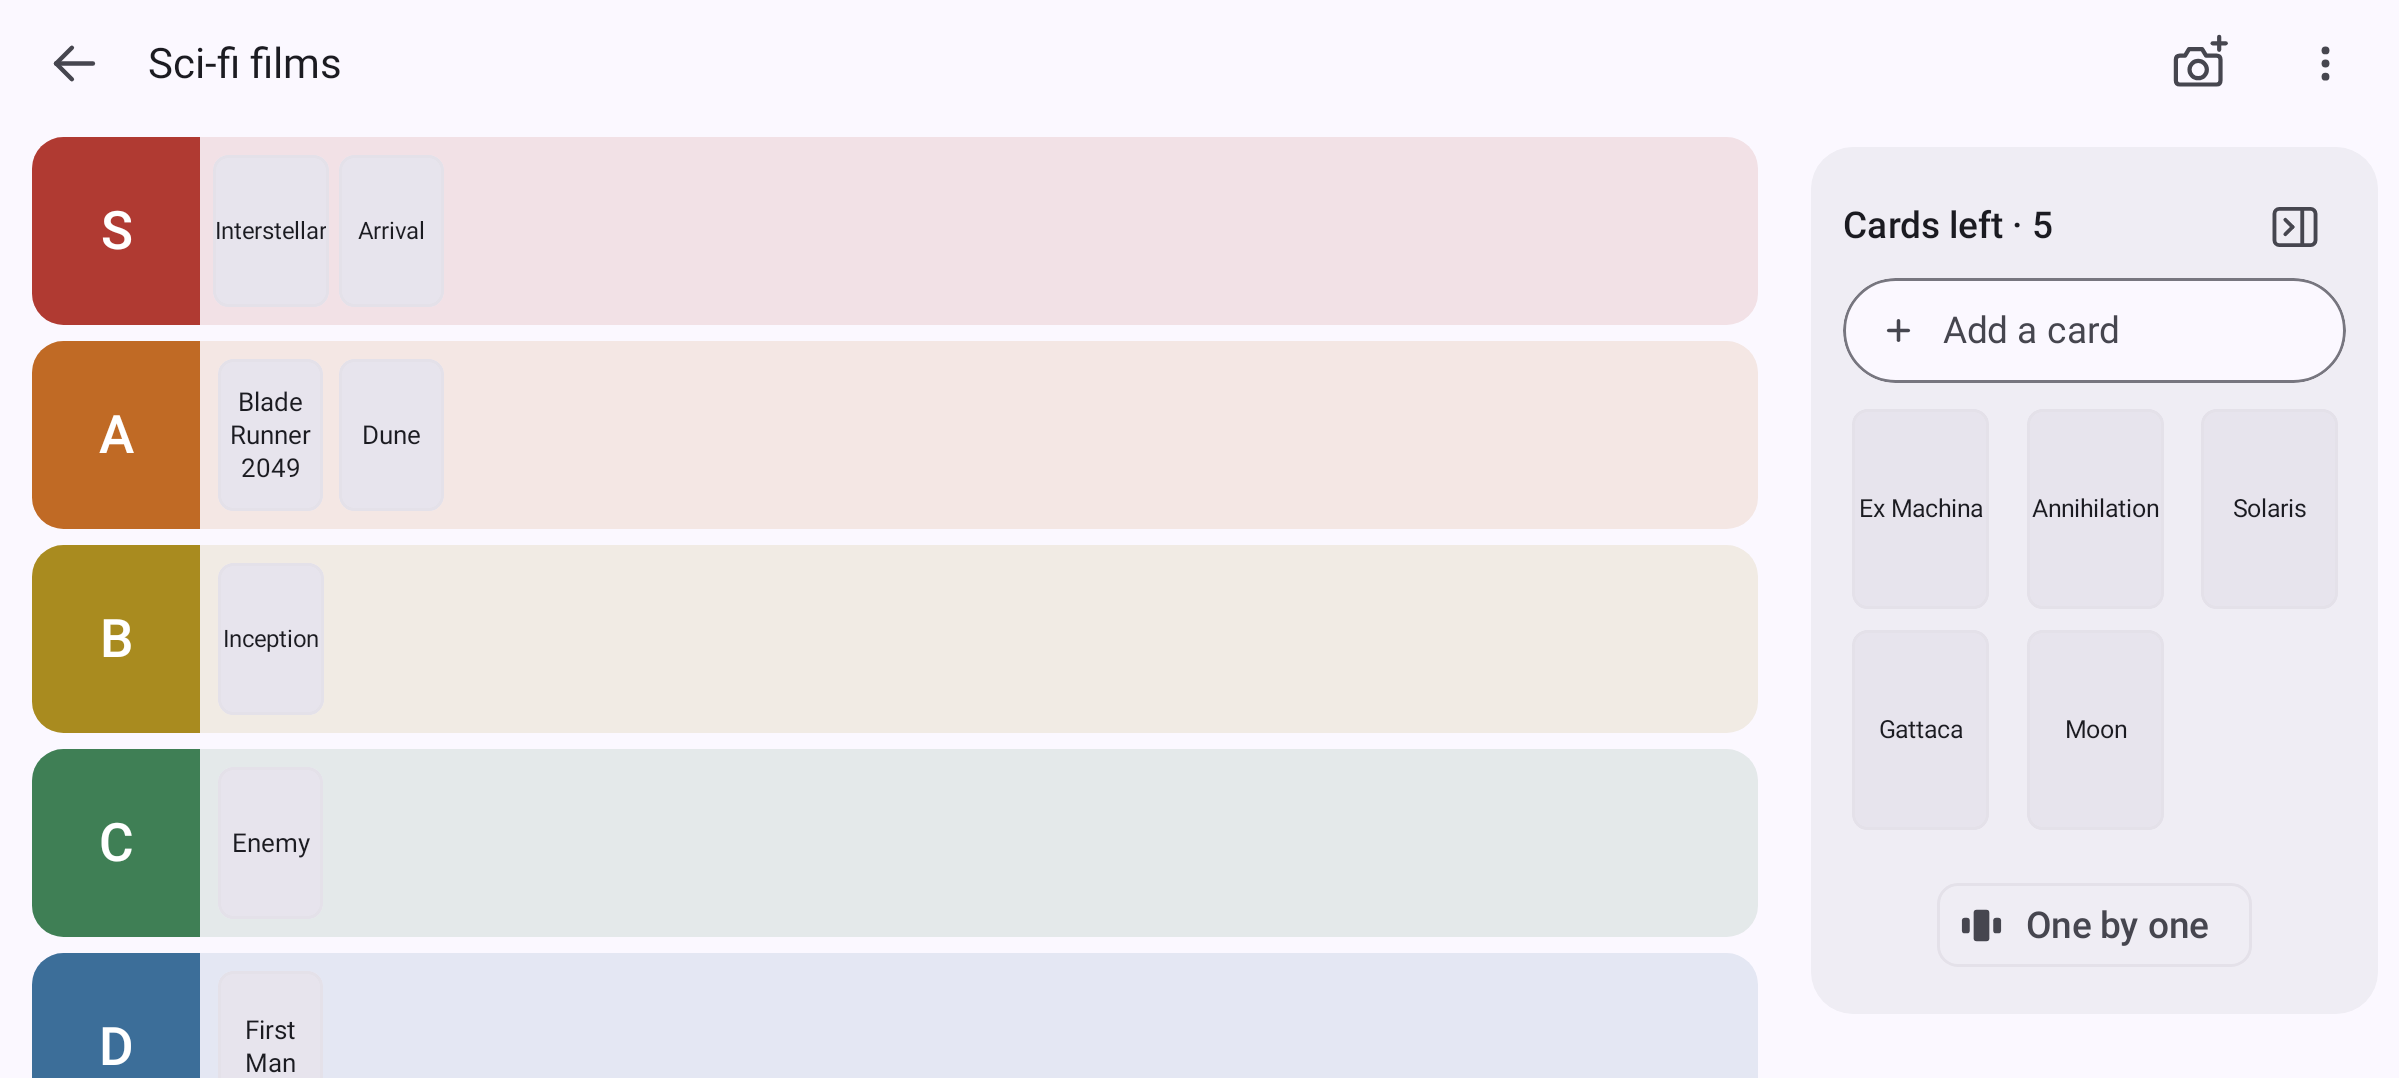 Sci-fi films
S
Interstellar
Arrival
A
Blade
Runner
2049
Dune
B
Inception
C
Enemy
D
First
Man
Cards left · 5
Add a card
Ex Machina
Annihilation
Solaris
Gattaca
Moon
One by one